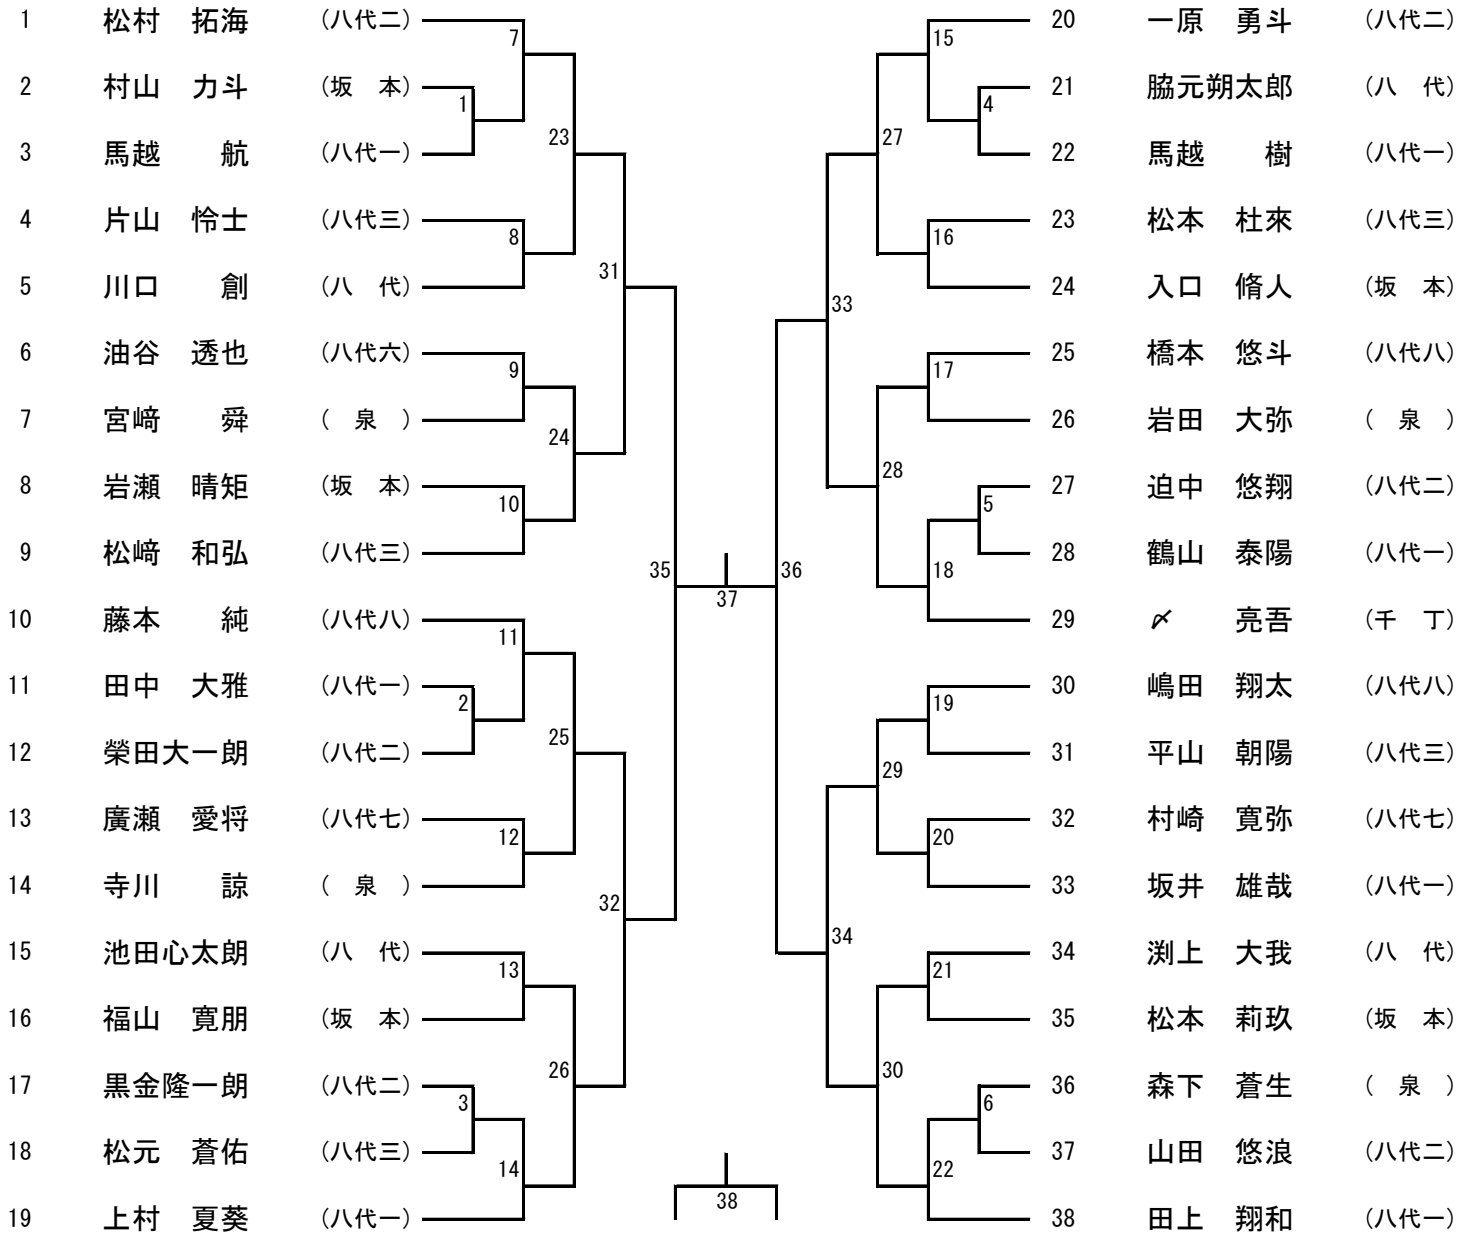 1 松村 拓海 (八代二) 7 15 20 一原 勇斗 (八代二)
2 村山 力斗 (坂 本) 1 4 21 脇元朔太郎 (八 代)
3 馬越 航 (八代一) 23 27 22 馬越 樹 (八代一)
4 片山 怜士 (八代三) 8 16 23 松本 杜來 (八代三)
5 川口 創 (八 代) 31 33 24 入口 脩人 (坂 本)
6 油谷 透也 (八代六) 9 17 25 橋本 悠斗 (八代八)
7 宮﨑 舜 ( 泉 ) 24 28 26 岩田 大弥 ( 泉 )
8 岩瀬 晴矩 (坂 本) 10 5 27 迫中 悠翔 (八代二)
9 松﨑 和弘 (八代三) 35 37 36 18 28 鶴山 泰陽 (八代一)
10 藤本 純 (八代八) 11 29 〆 亮吾 (千 丁)
11 田中 大雅 (八代一) 2 19 30 嶋田 翔太 (八代八)
12 榮田大一朗 (八代二) 25 29 31 平山 朝陽 (八代三)
13 廣瀬 愛将 (八代七) 12 20 32 村崎 寛弥 (八代七)
14 寺川 諒 ( 泉 ) 32 34 33 坂井 雄哉 (八代一)
15 池田心太朗 (八 代) 13 21 34 渕上 大我 (八 代)
16 福山 寛朋 (坂 本) 26 30 35 松本 莉玖 (坂 本)
17 黒金隆一朗 (八代二) 3 6 36 森下 蒼生 ( 泉 )
18 松元 蒼佑 (八代三) 14 22 37 山田 悠浪 (八代二)
19 上村 夏葵 (八代一) 38 38 田上 翔和 (八代一)